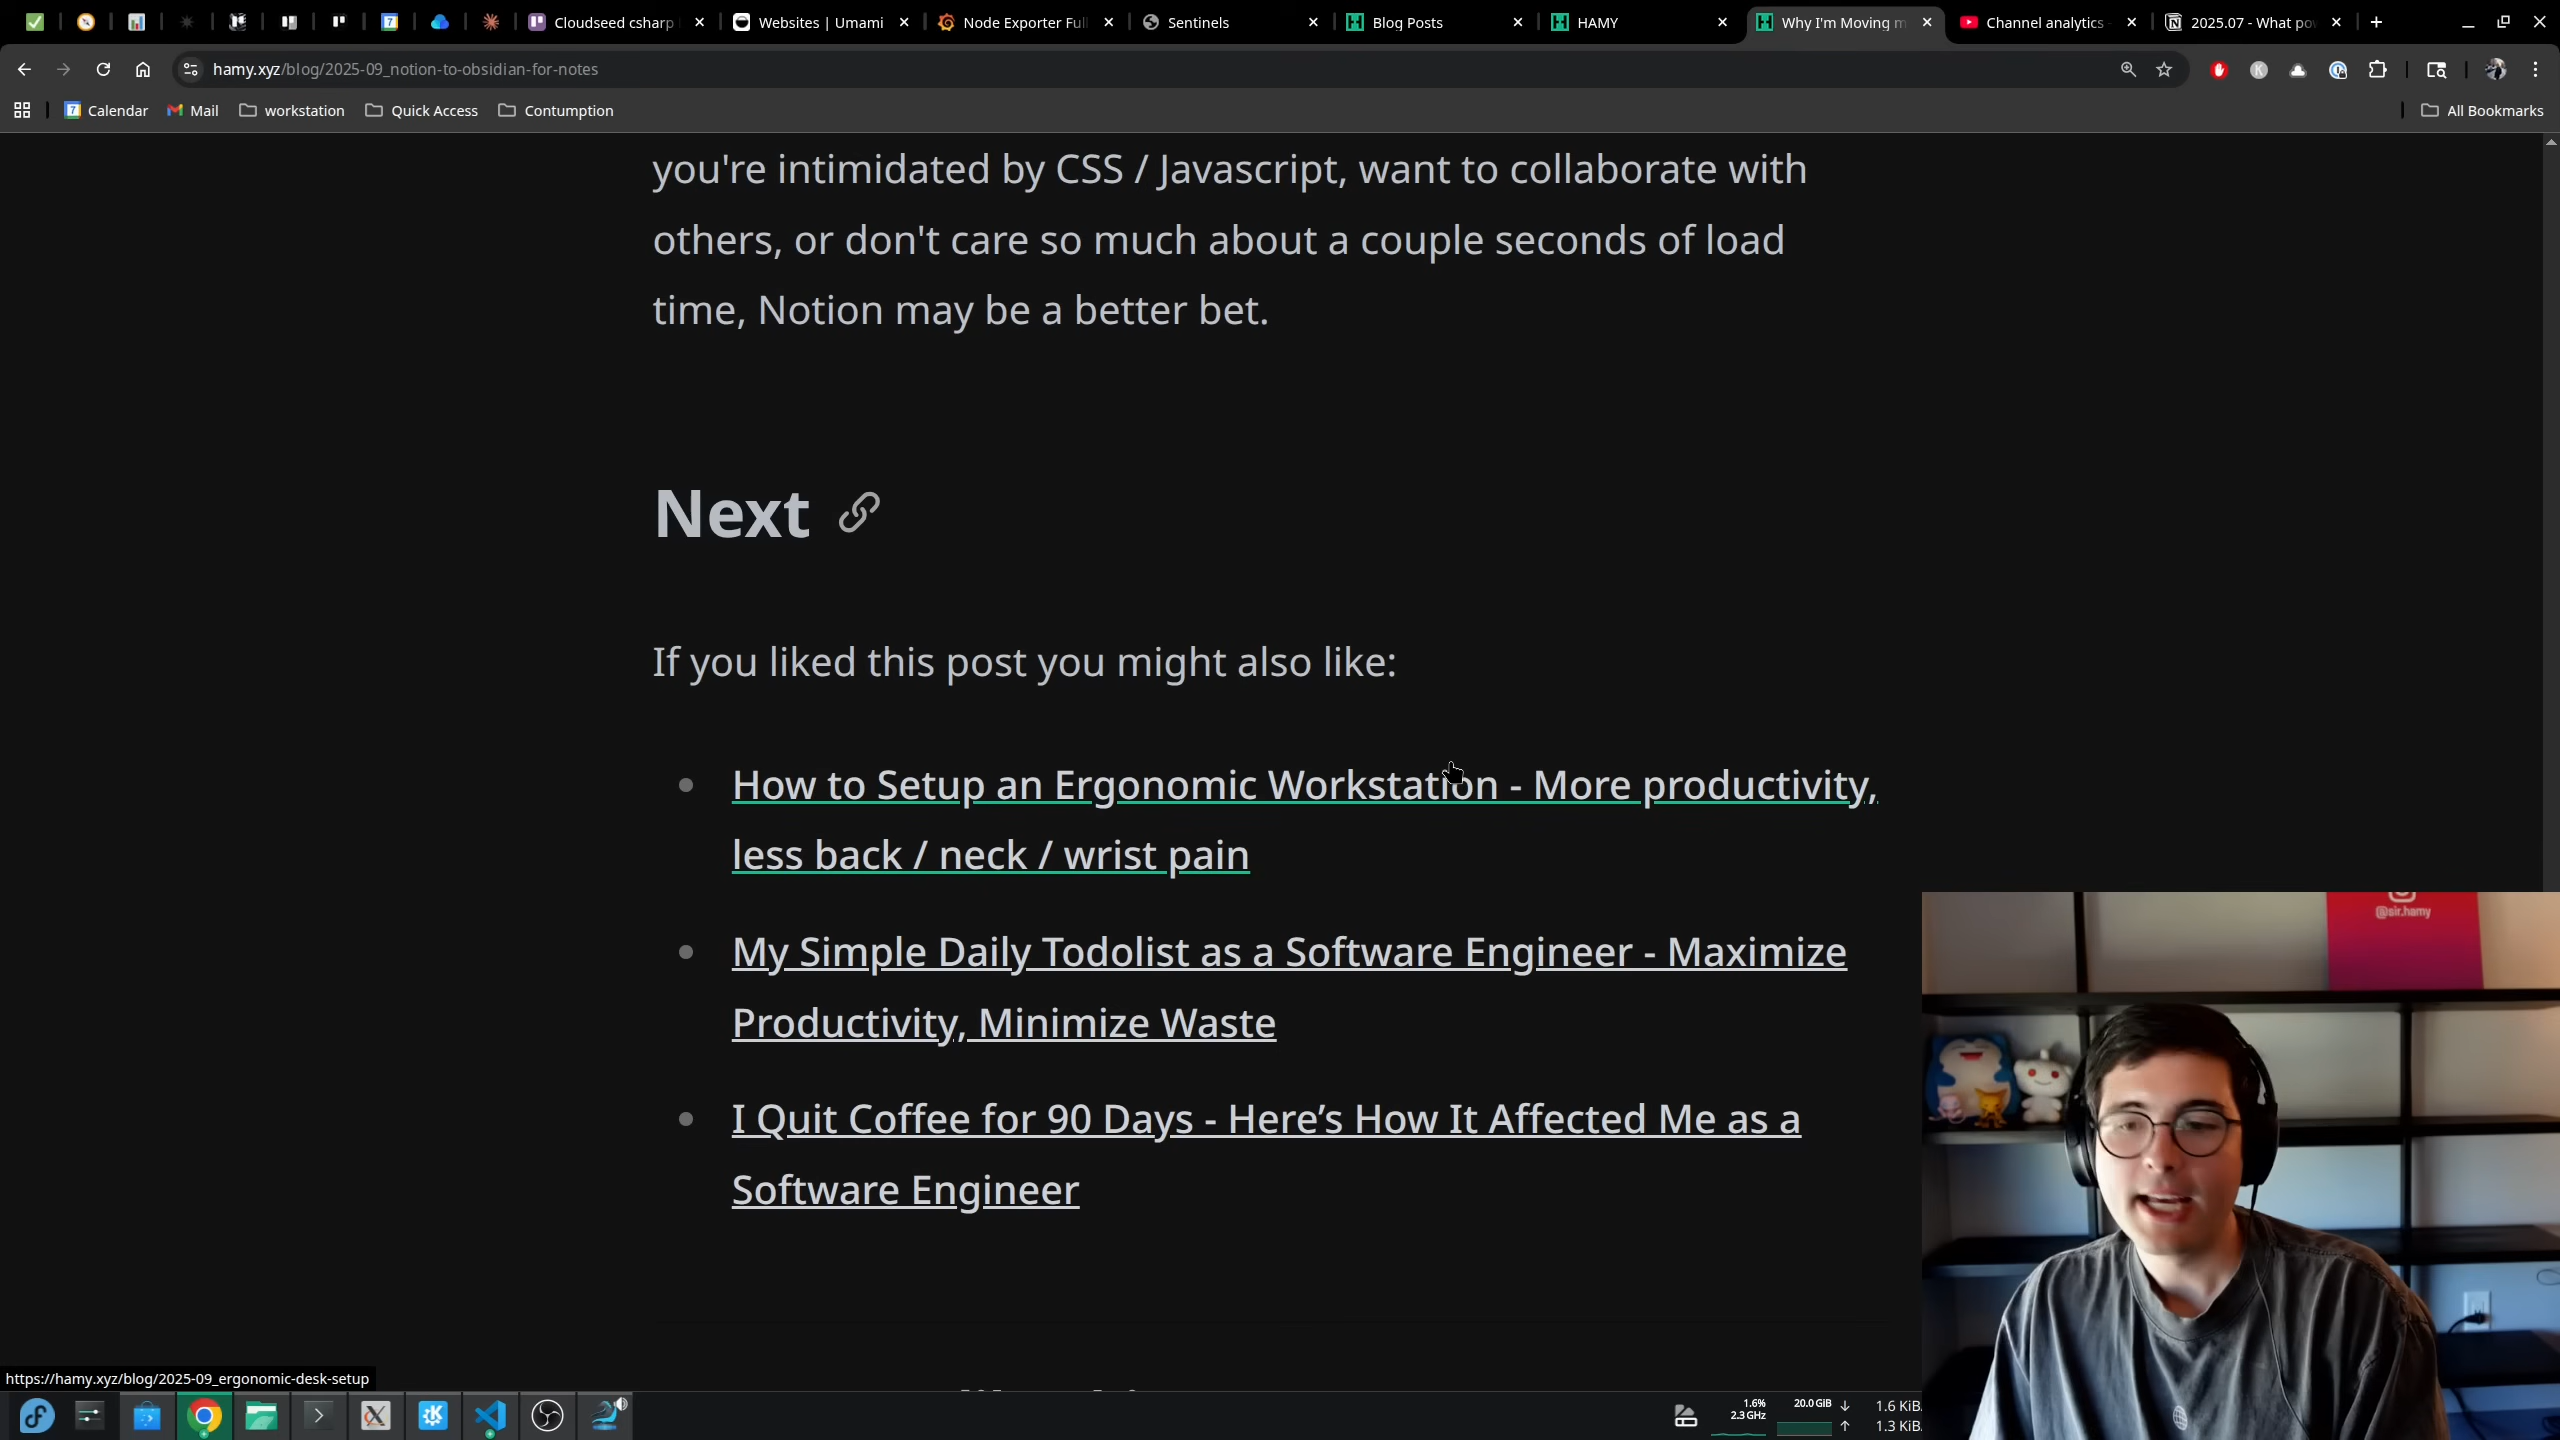 Cloudseed csharp
Websites | Umami
Node Exporter Full
Sentinels
Blog Posts
HAMY
Why I'm Moving m
Channel analytics
2025.07 - What po
hamy.xyz/blog/2025-09_notion-to-obsidian-for-notes
Calendar
Mail
workstation
Quick Access
Contumption
All Bookmarks
you're intimidated by CSS / Javascript, want to collaborate with
others, or don't care so much about a couple seconds of load
time, Notion may be a better bet.
Next
If you liked this post you might also like:
How to Setup an Ergonomic Workstation - More productivity,
less back / neck / wrist pain
My Simple Daily Todolist as a Software Engineer - Maximize
Productivity, Minimize Waste
I Quit Coffee for 90 Days - Here’s How It Affected Me as a
Software Engineer
@sir.hamy
https://hamy.xyz/blog/2025-09_ergonomic-desk-setup
1.6%
2.3GHz
20.0GiB
1.6 KiB
1.3 KiB